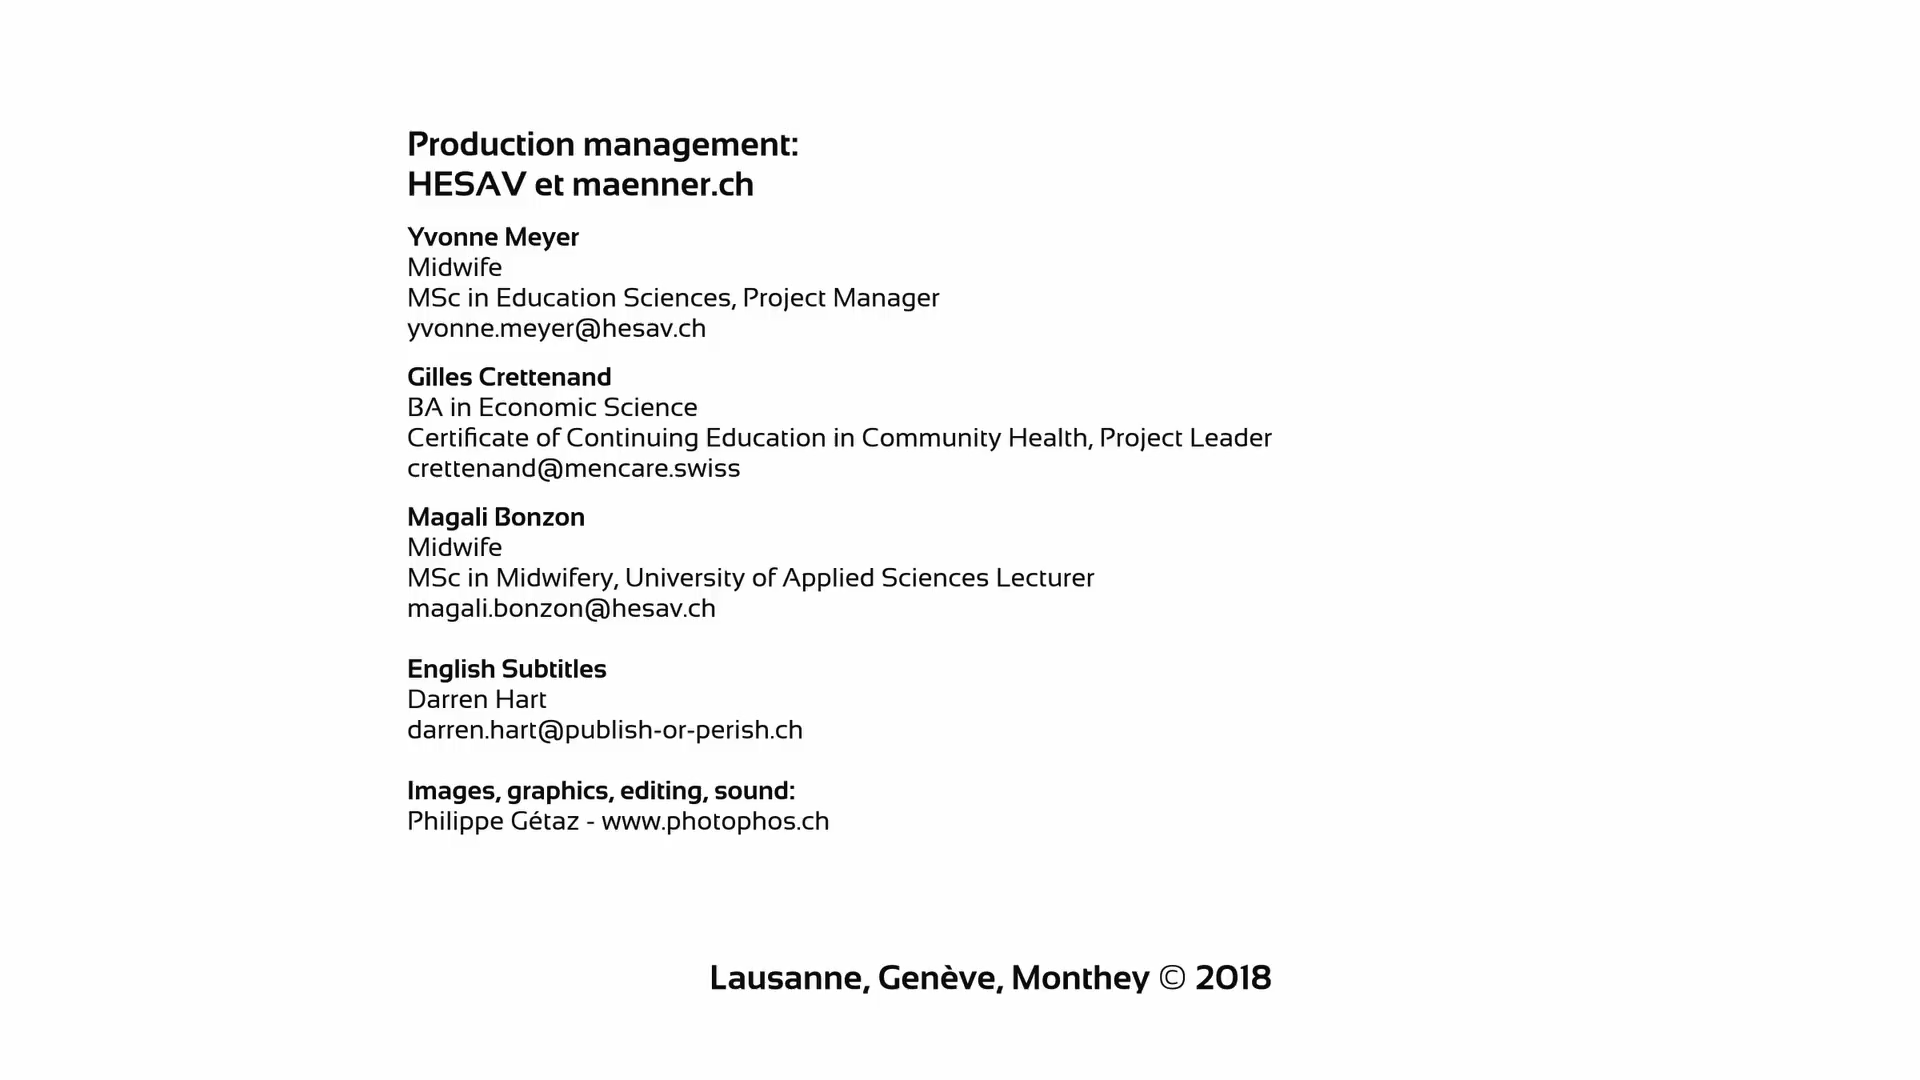 Production management:
HESAV et maenner.ch
Yvonne Meyer
Midwife
MSc in Education Sciences, Project Manager
yvonne.meyer@hesav.ch
Gilles Crettenand
BA in Economic Science
Certificate of Continuing Education in Community Health, Project Leader
crettenand@mencare.swiss
Magali Bonzon
Midwife
MSc in Midwifery, University of Applied Sciences Lecturer
magali.bonzon@hesav.ch
English Subtitles
Darren Hart
darren.hart@publish-or-perish.ch
Images, graphics, editing, sound:
Philippe Gétaz - www.photophos.ch
Lausanne, Genève, Monthey © 2018